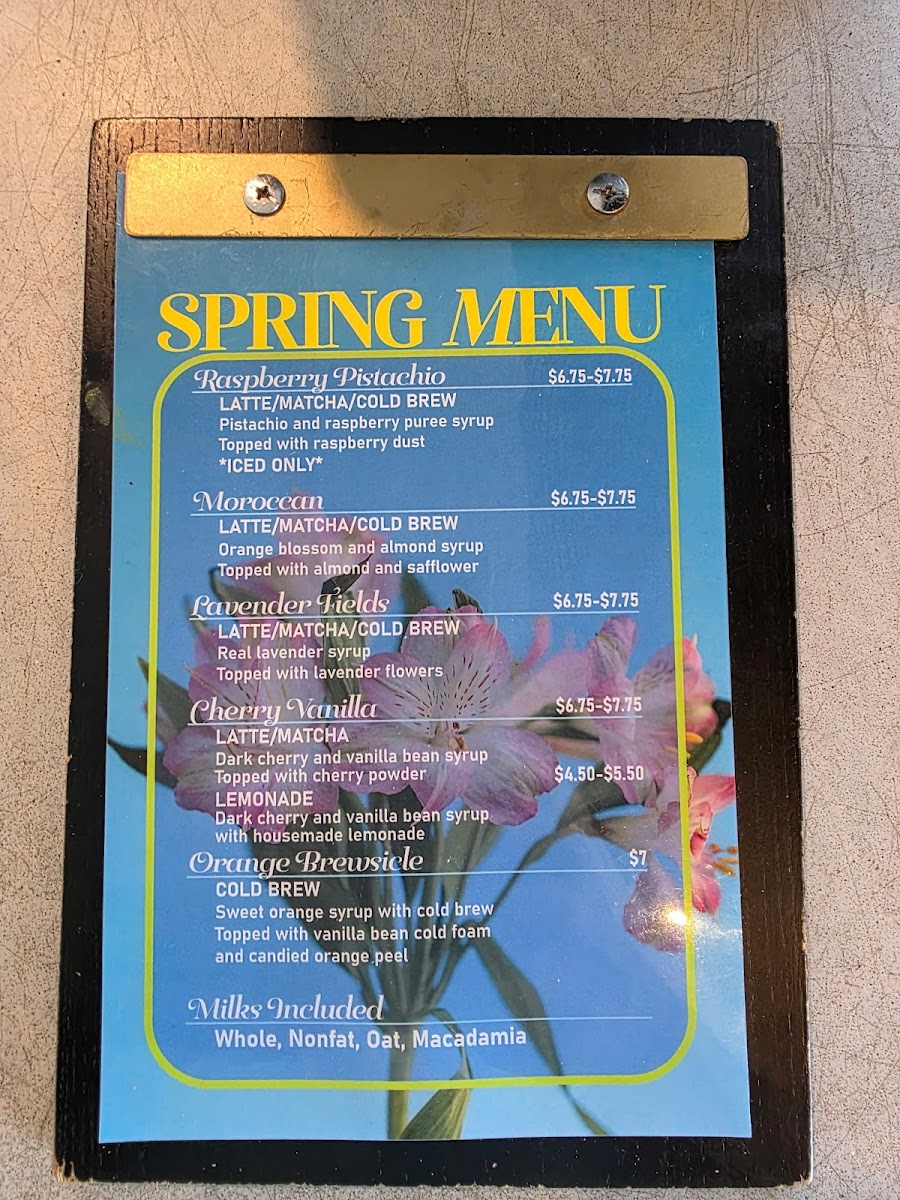 SPRING MENU
Raspberry Pistachio $6.75-$7.75
LATTE/MATCHA/COLD BREW
Pistachio and raspberry puree syrup
Topped with raspberry dust
*ICED ONLY*
Moroccan $6.75-$7.75
LATTE/MATCHA/COLD BREW
Orange blossom and almond syrup
Topped with almond and safflower
Lavender Fields $6.75-$7.75
LATTE/MATCHA/COLD BREW
Real lavender syrup
Topped with lavender flowers
Cherry Vanilla $6.75-$7.75
LATTE/MATCHA
Dark cherry and vanilla bean syrup
Topped with cherry powder $4.50-$5.50
LEMONADE
Dark cherry and vanilla bean syrup
with housemade lemonade
Orange Brewsicle $7
COLD BREW
Sweet orange syrup with cold brew
Topped with vanilla bean cold foam
and candied orange peel
Milks Included
Whole, Nonfat, Oat, Macadamia